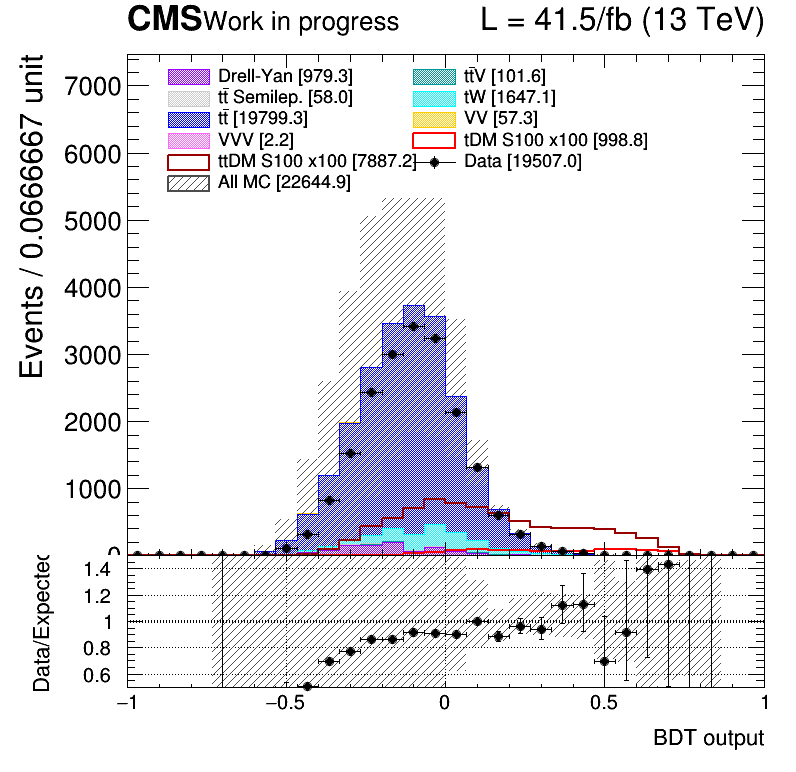 CMS Work in progress L = 41.5/fb (13 TeV)
Events / 0.0666667 unit
7000
6000
5000
4000
3000
2000
1000
0
Drell-Yan [979.3]
tt̄V [101.6]
tt̄ Semilep. [58.0]
tW [1647.1]
tt̄ [19799.3]
VV [57.3]
VVV [2.2]
tDM S100 x100 [998.8]
ttDM S100 x100 [7887.2]
Data [19507.0]
All MC [22644.9]
Data/Expected
1.4
1.2
1
0.8
0.6
−1 −0.5 0 0.5 1
BDT output